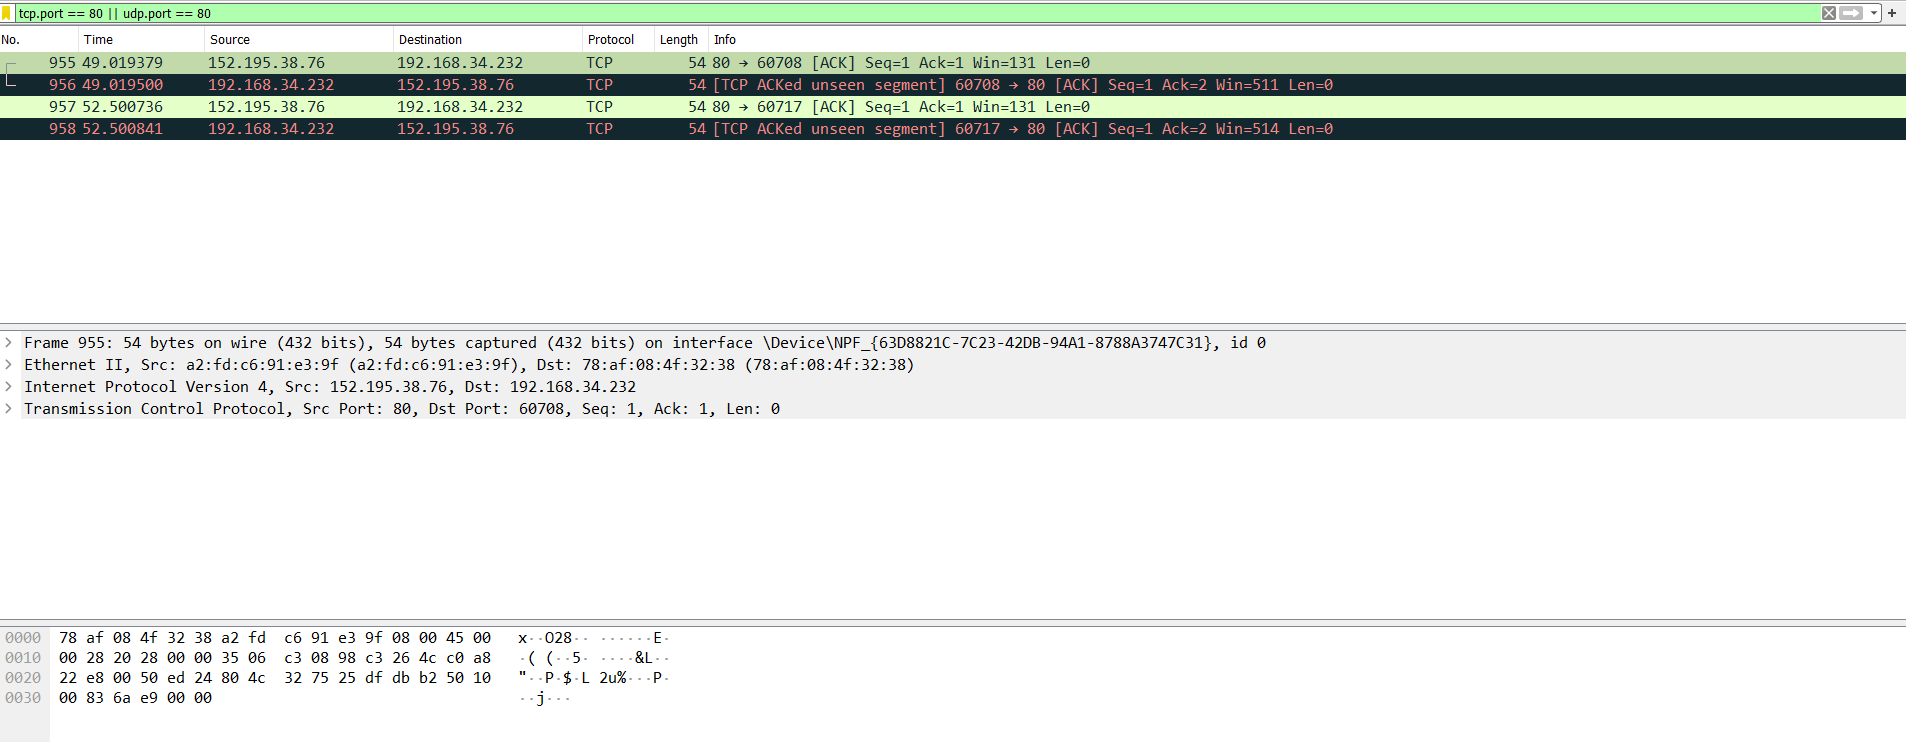 tcp.port == 80 || udp.port == 80
No. Time Source Destination Protocol Length Info
955 49.019379 152.195.38.76 192.168.34.232 TCP 54 80 → 60708 [ACK] Seq=1 Ack=1 Win=131 Len=0
956 49.019500 192.168.34.232 152.195.38.76 TCP 54 [TCP ACKed unseen segment] 60708 → 80 [ACK] Seq=1 Ack=2 Win=511 Len=0
957 52.500736 152.195.38.76 192.168.34.232 TCP 54 80 → 60717 [ACK] Seq=1 Ack=1 Win=131 Len=0
958 52.500841 192.168.34.232 152.195.38.76 TCP 54 [TCP ACKed unseen segment] 60717 → 80 [ACK] Seq=1 Ack=2 Win=514 Len=0
Frame 955: 54 bytes on wire (432 bits), 54 bytes captured (432 bits) on interface \Device\NPF_{63D8821C-7C23-42DB-94A1-8788A3747C31}, id 0
Ethernet II, Src: a2:fd:c6:91:e3:9f (a2:fd:c6:91:e3:9f), Dst: 78:af:08:4f:32:38 (78:af:08:4f:32:38)
Internet Protocol Version 4, Src: 152.195.38.76, Dst: 192.168.34.232
Transmission Control Protocol, Src Port: 80, Dst Port: 60708, Seq: 1, Ack: 1, Len: 0
0000 78 af 08 4f 32 38 a2 fd c6 91 e3 9f 08 00 45 00 x··O28·· ······E·
0010 00 28 20 28 00 00 35 06 c3 08 98 c3 26 4c c0 a8 ·( (··5· ····&L··
0020 22 e8 00 50 ed 24 80 4c 32 75 25 df db b2 50 10 "··P·$·L 2u%···P·
0030 00 83 6a e9 00 00 ··j···